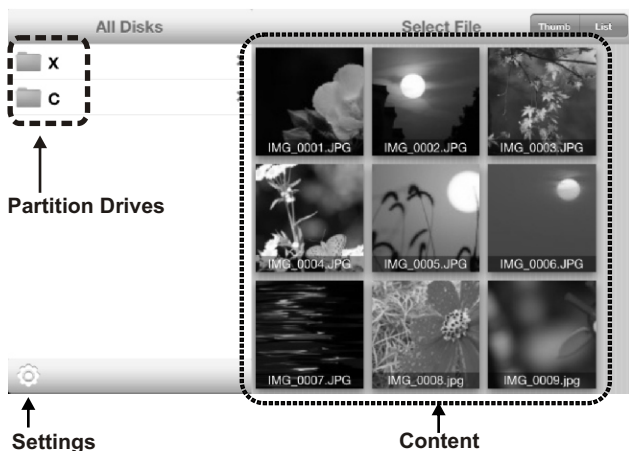 All Disks Select File Thumb List
X
C
IMG_0001.JPG IMG_0002.JPG IMG_0003.JPG
Partition Drives
IMG_0004.JPG IMG_0005.JPG IMG_0006.JPG
IMG_0007.JPG IMG_0008.jpg IMG_0009.jpg
Settings Content